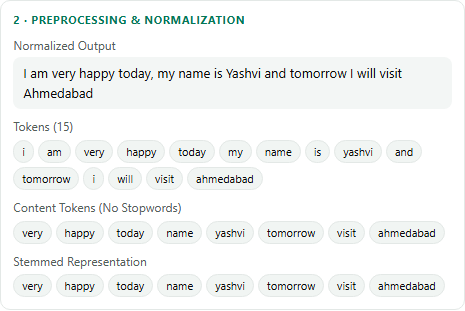 2 · PREPROCESSING & NORMALIZATION
Normalized Output
I am very happy today, my name is Yashvi and tomorrow I will visit
Ahmedabad
Tokens (15)
i am very happy today my name is yashvi and
tomorrow i will visit ahmedabad
Content Tokens (No Stopwords)
very happy today name yashvi tomorrow visit ahmedabad
Stemmed Representation
very happy today name yashvi tomorrow visit ahmedabad